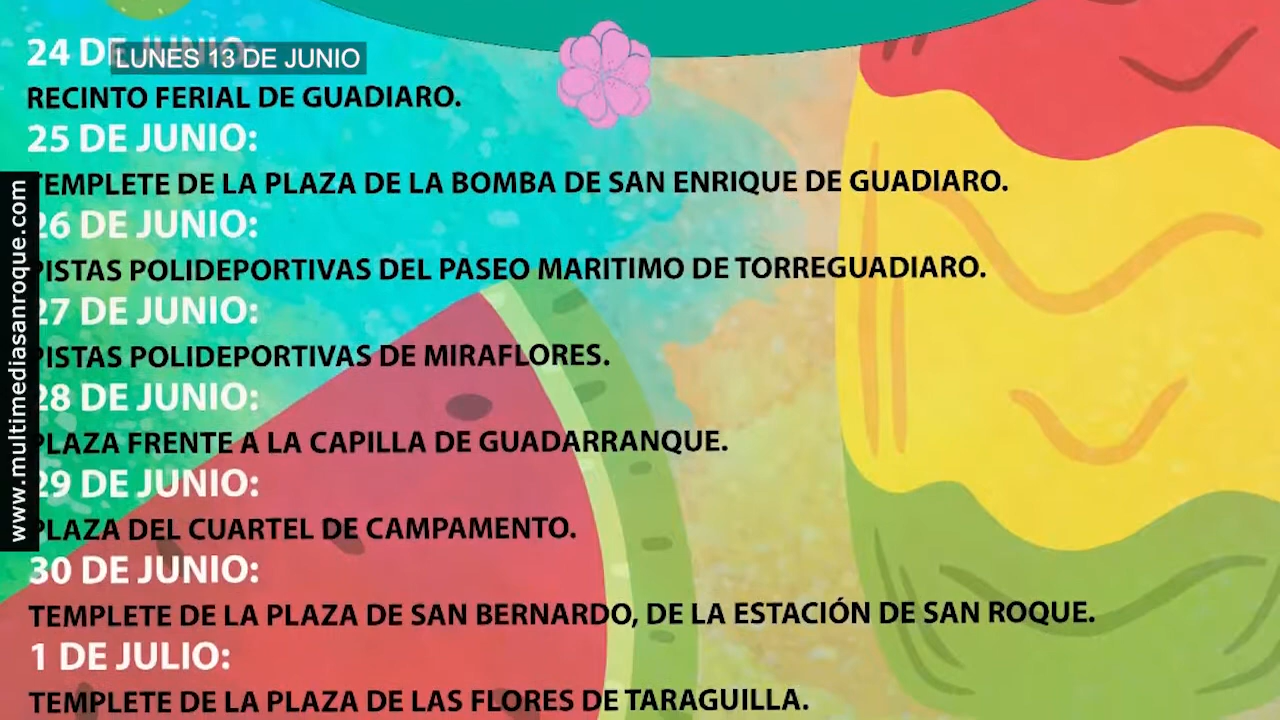 24 DE JUNIO:
LUNES 13 DE JUNIO
RECINTO FERIAL DE GUADIARO.
25 DE JUNIO:
TEMPLETE DE LA PLAZA DE LA BOMBA DE SAN ENRIQUE DE GUADIARO.
26 DE JUNIO:
PISTAS POLIDEPORTIVAS DEL PASEO MARITIMO DE TORREGUADIARO.
27 DE JUNIO:
PISTAS POLIDEPORTIVAS DE MIRAFLORES.
28 DE JUNIO:
PLAZA FRENTE A LA CAPILLA DE GUADARRANQUE.
29 DE JUNIO:
PLAZA DEL CUARTEL DE CAMPAMENTO.
30 DE JUNIO:
TEMPLETE DE LA PLAZA DE SAN BERNARDO, DE LA ESTACIÓN DE SAN ROQUE.
1 DE JULIO:
TEMPLETE DE LA PLAZA DE LAS FLORES DE TARAGUILLA.
www.multimediasanroque.com